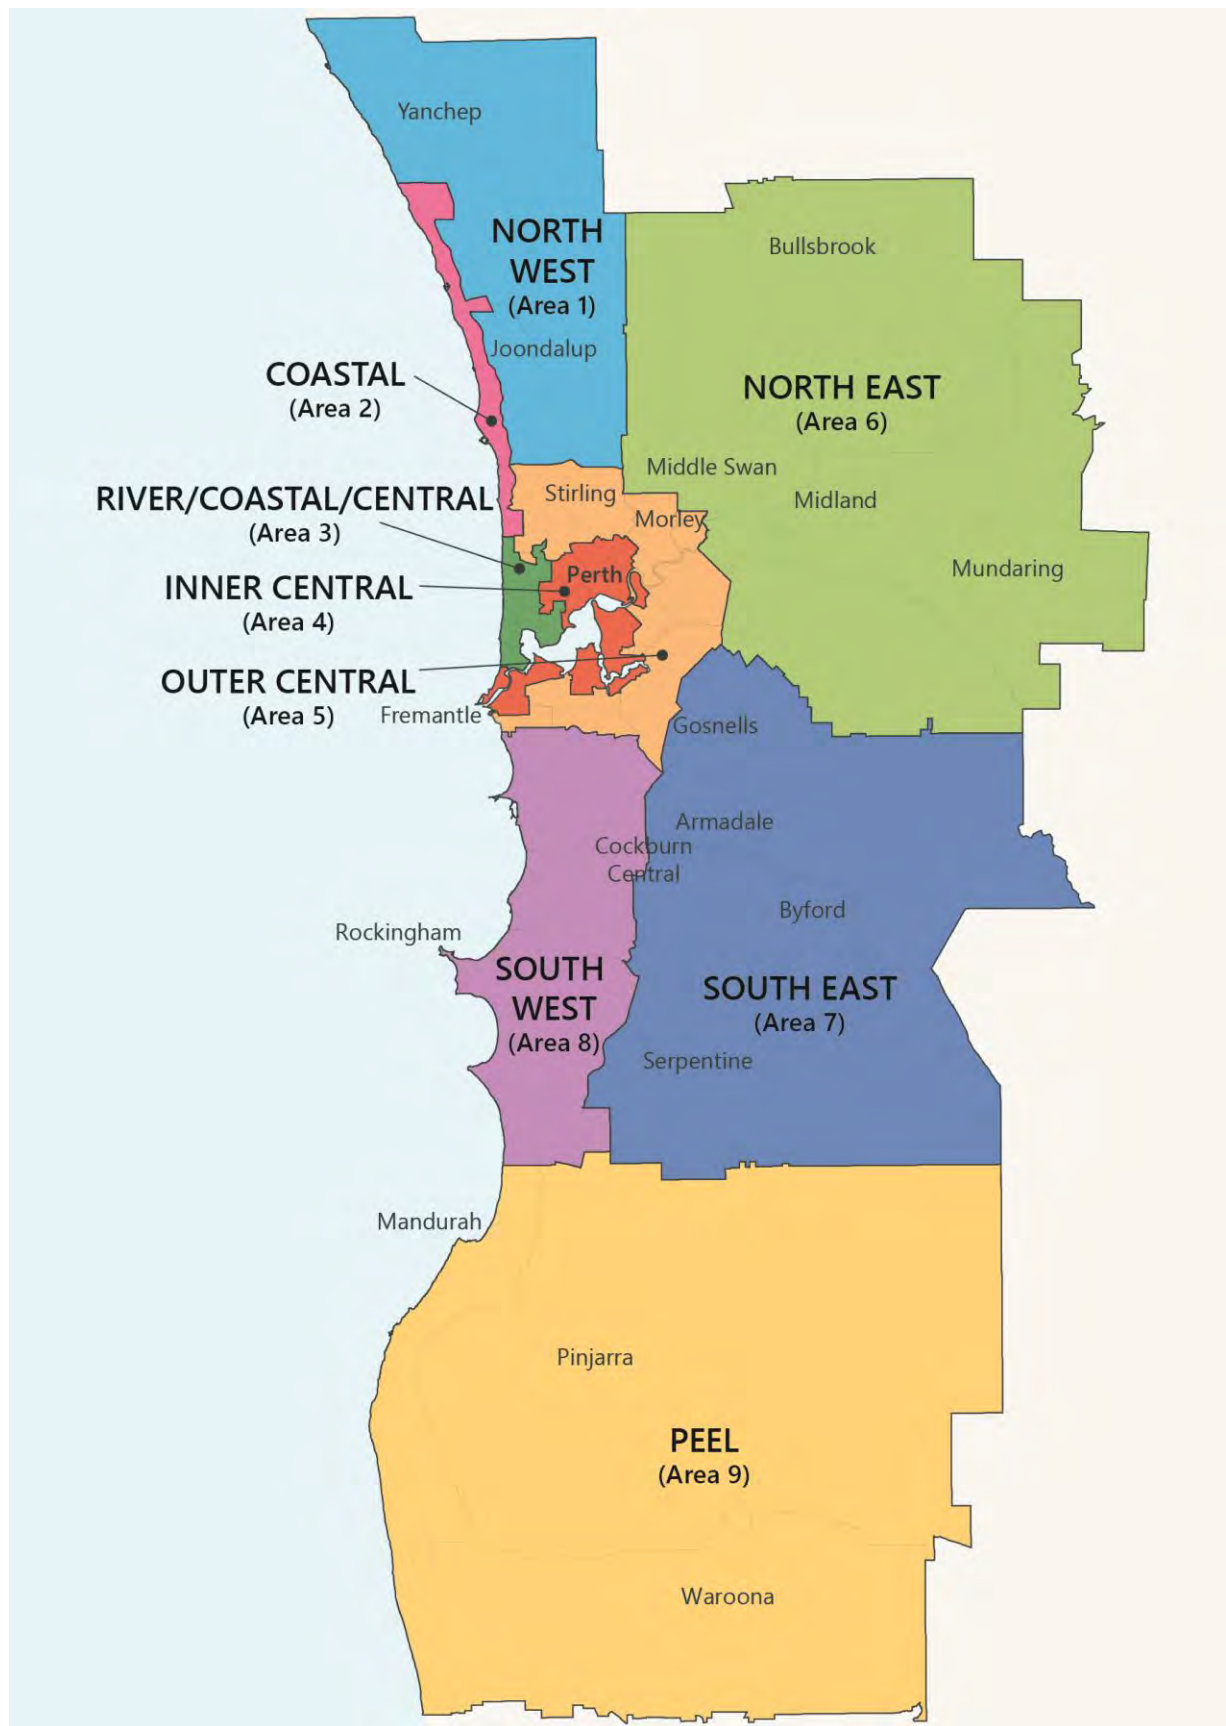 Yanchep
NORTH
WEST
(Area 1)
Bullsbrook
Joondalup
COASTAL
(Area 2)
NORTH EAST
(Area 6)
Middle Swan
RIVER/COASTAL/CENTRAL
(Area 3)
Stirling
Midland
Morley
INNER CENTRAL
(Area 4)
Perth
Mundaring
OUTER CENTRAL
(Area 5)
Fremantle
Gosnells
Armadale
Cockburn
Central
Byford
Rockingham
SOUTH
WEST
(Area 8)
SOUTH EAST
(Area 7)
Serpentine
Mandurah
Pinjarra
PEEL
(Area 9)
Waroona